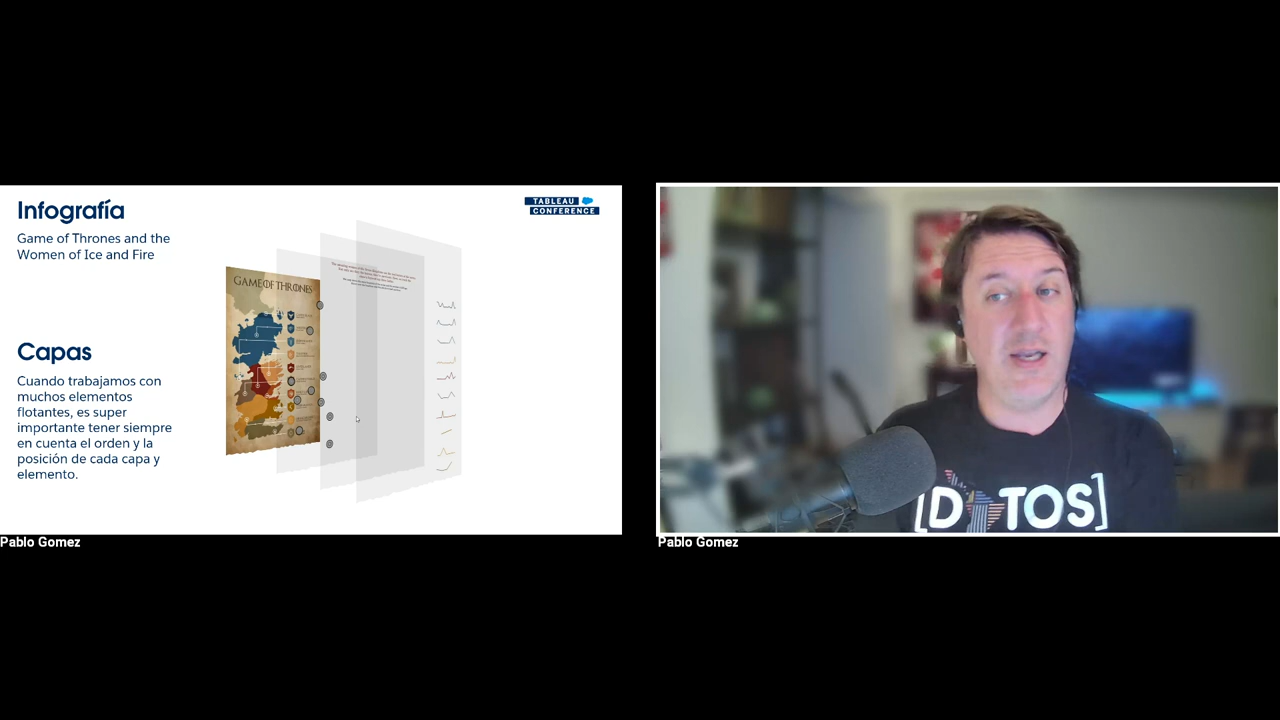 Infografía
TABLEAU
CONFERENCE
Game of Thrones and the
Women of Ice and Fire
GAME OF THRONES
Capas
Cuando trabajamos con
muchos elementos
flotantes, es super
importante tener siempre
en cuenta el orden y la
posición de cada capa y
elemento.
[DATOS]
Pablo Gomez
Pablo Gomez